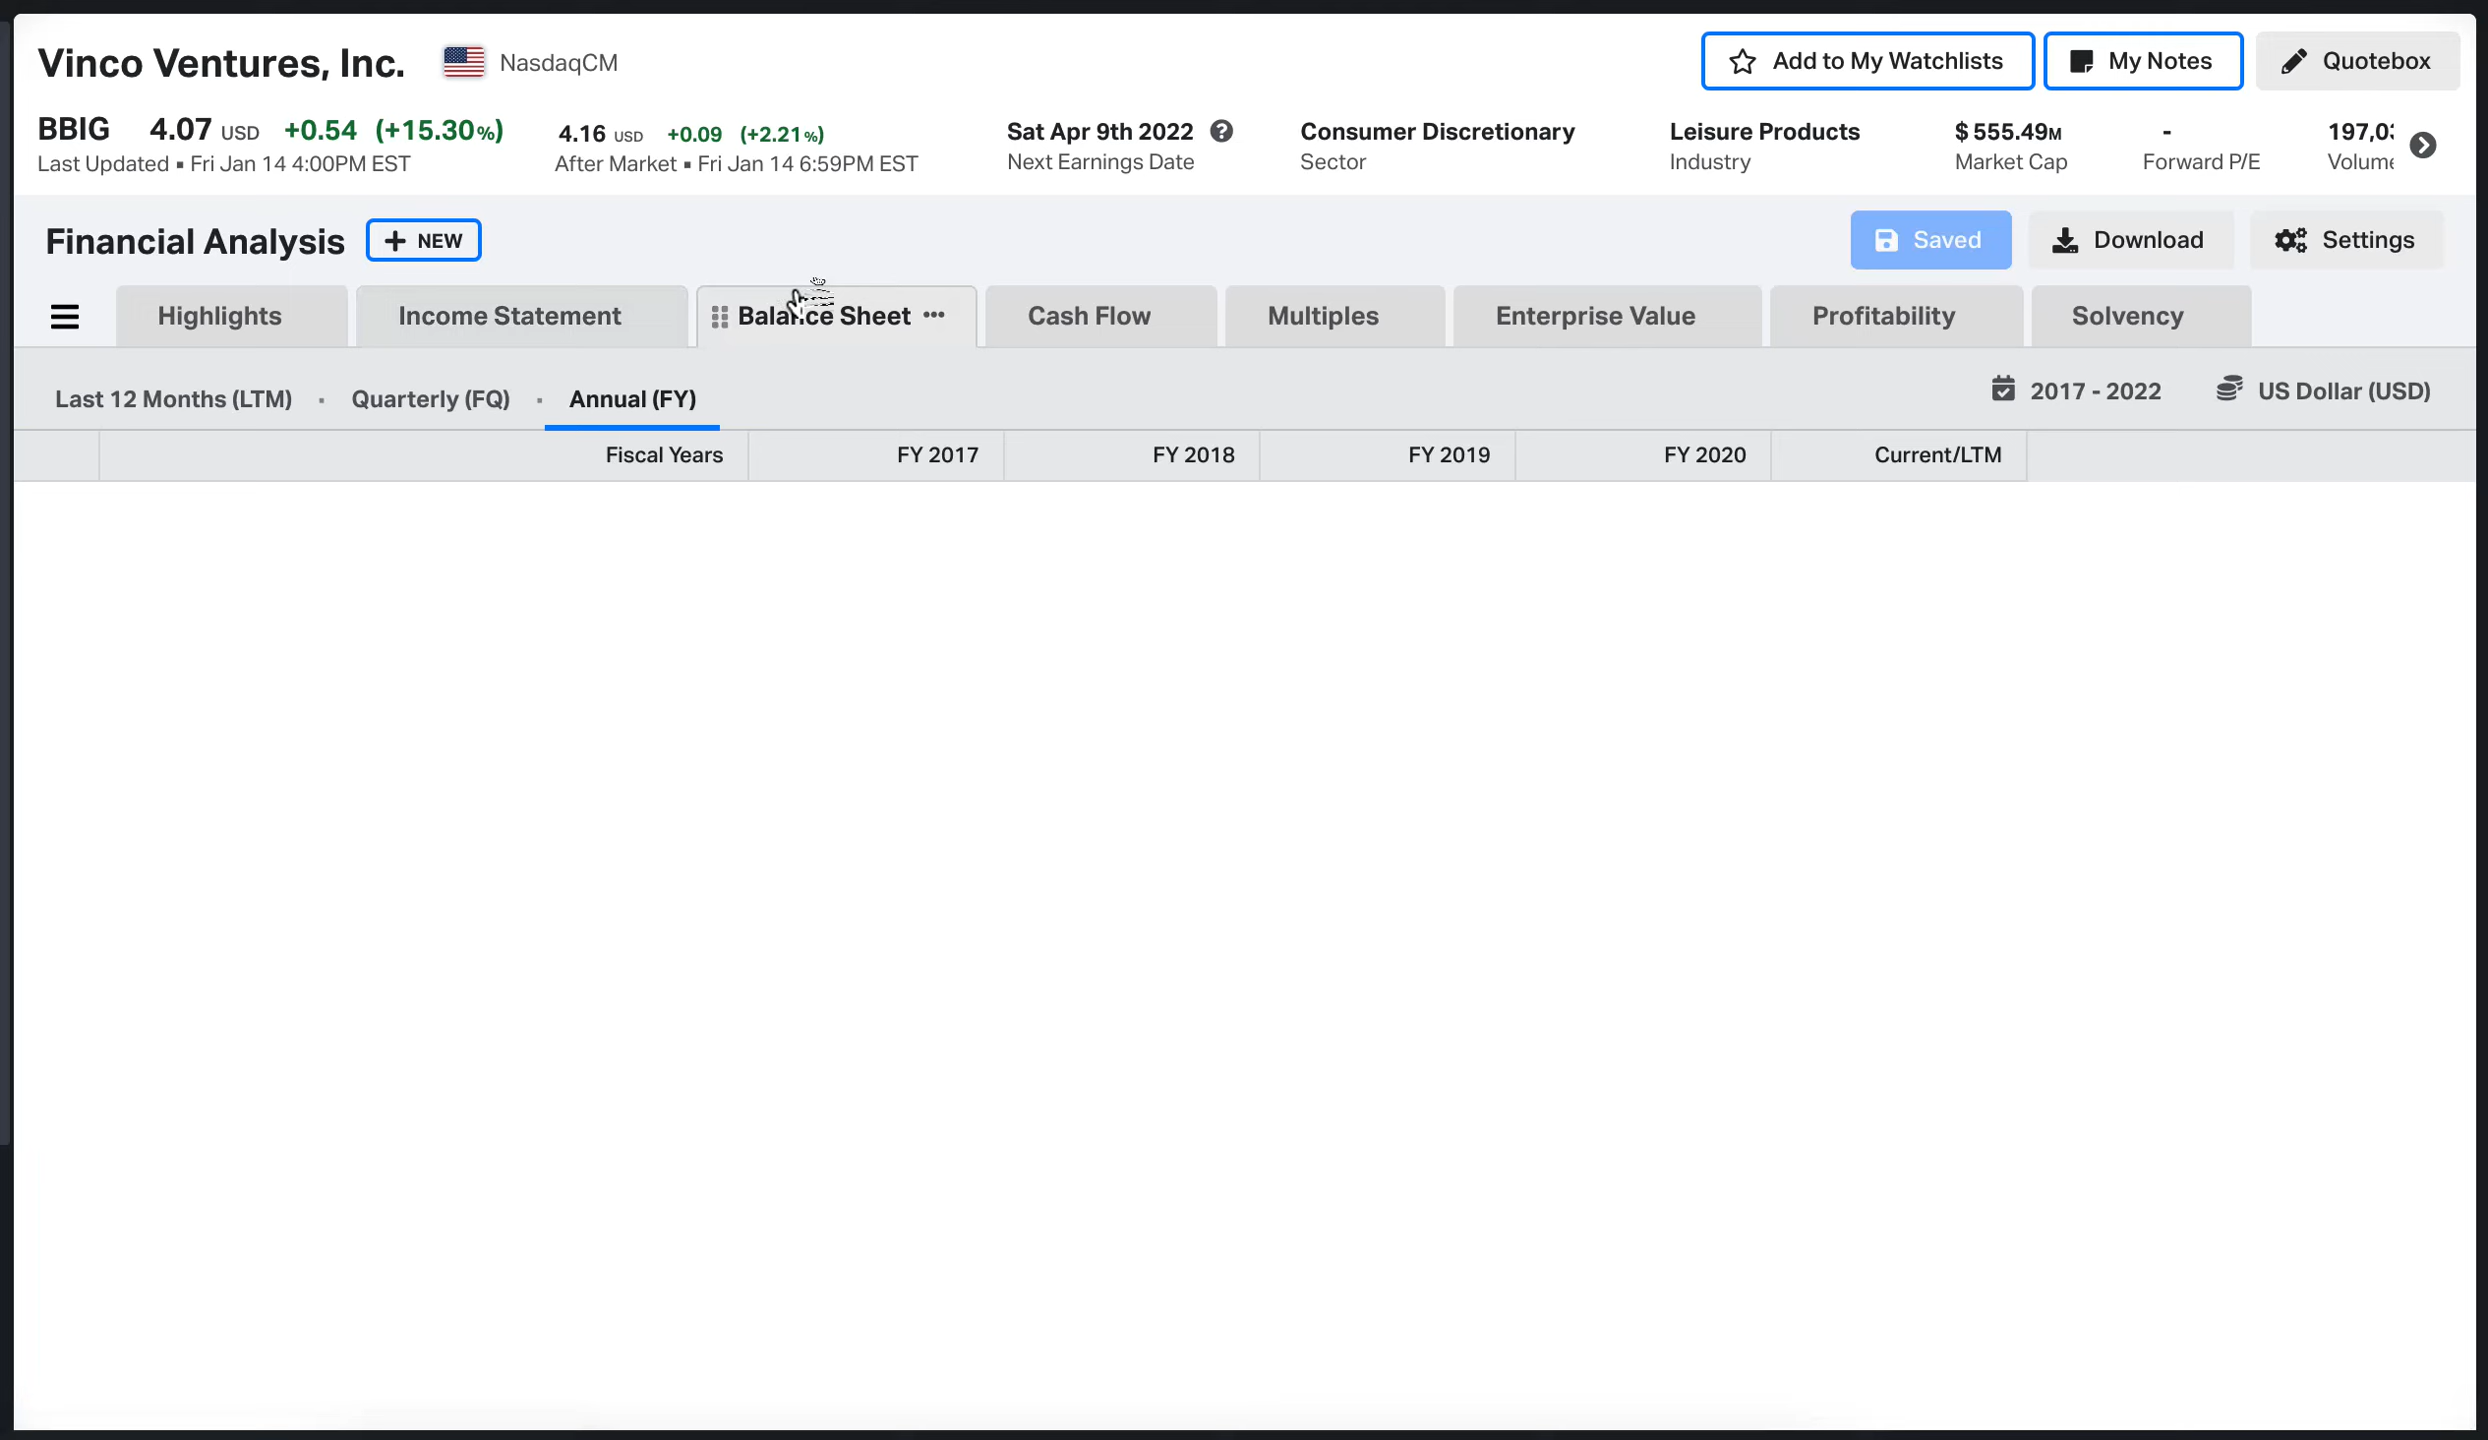 Vinco Ventures, Inc. NasdaqCM
Add to My Watchlists My Notes Quotebox
BBIG 4.07 USD +0.54 (+15.30%) 4.16 USD +0.09 (+2.21%) Sat Apr 9th 2022 Consumer Discretionary Leisure Products $555.49M - 197,0
Last Updated ▪ Fri Jan 14 4:00PM EST After Market ▪ Fri Jan 14 6:59PM EST Next Earnings Date Sector Industry Market Cap Forward P/E Volume
Financial Analysis + NEW Saved Download Settings
Highlights Income Statement Balance Sheet ••• Cash Flow Multiples Enterprise Value Profitability Solvency
Last 12 Months (LTM) · Quarterly (FQ) · Annual (FY) 2017 - 2022 US Dollar (USD)
Fiscal Years FY 2017 FY 2018 FY 2019 FY 2020 Current/LTM